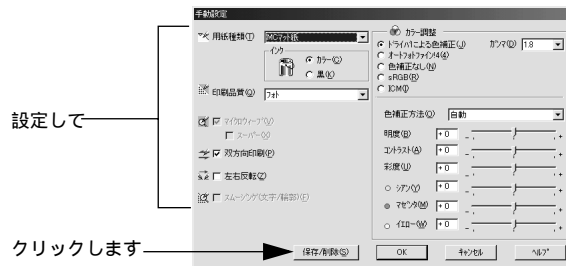 手動設定
用紙種類(T) MCマット紙
インク
カラー(C)
黒(K)
印刷品質(Q) フォト
マイクロウィーブ(V)
スーパー(X)
双方向印刷(P)
左右反転(Z)
スムージング(文字/輪郭)(F)
保存/削除(S)
設定して
クリックします
カラー調整
ドライバによる色補正(J)
ガンマ(D) 1.8
オートフォトファイン!4(4)
色補正なし(N)
sRGB(R)
ICM(I)
色補正方法(O) 自動
明度(B) +0 - +
コントラスト(A) +0 - +
彩度(U) +0 - +
シアン(Y) +0 - +
マゼンタ(M) +0 - +
イエロー(W) +0 - +
OK キャンセル ヘルプ